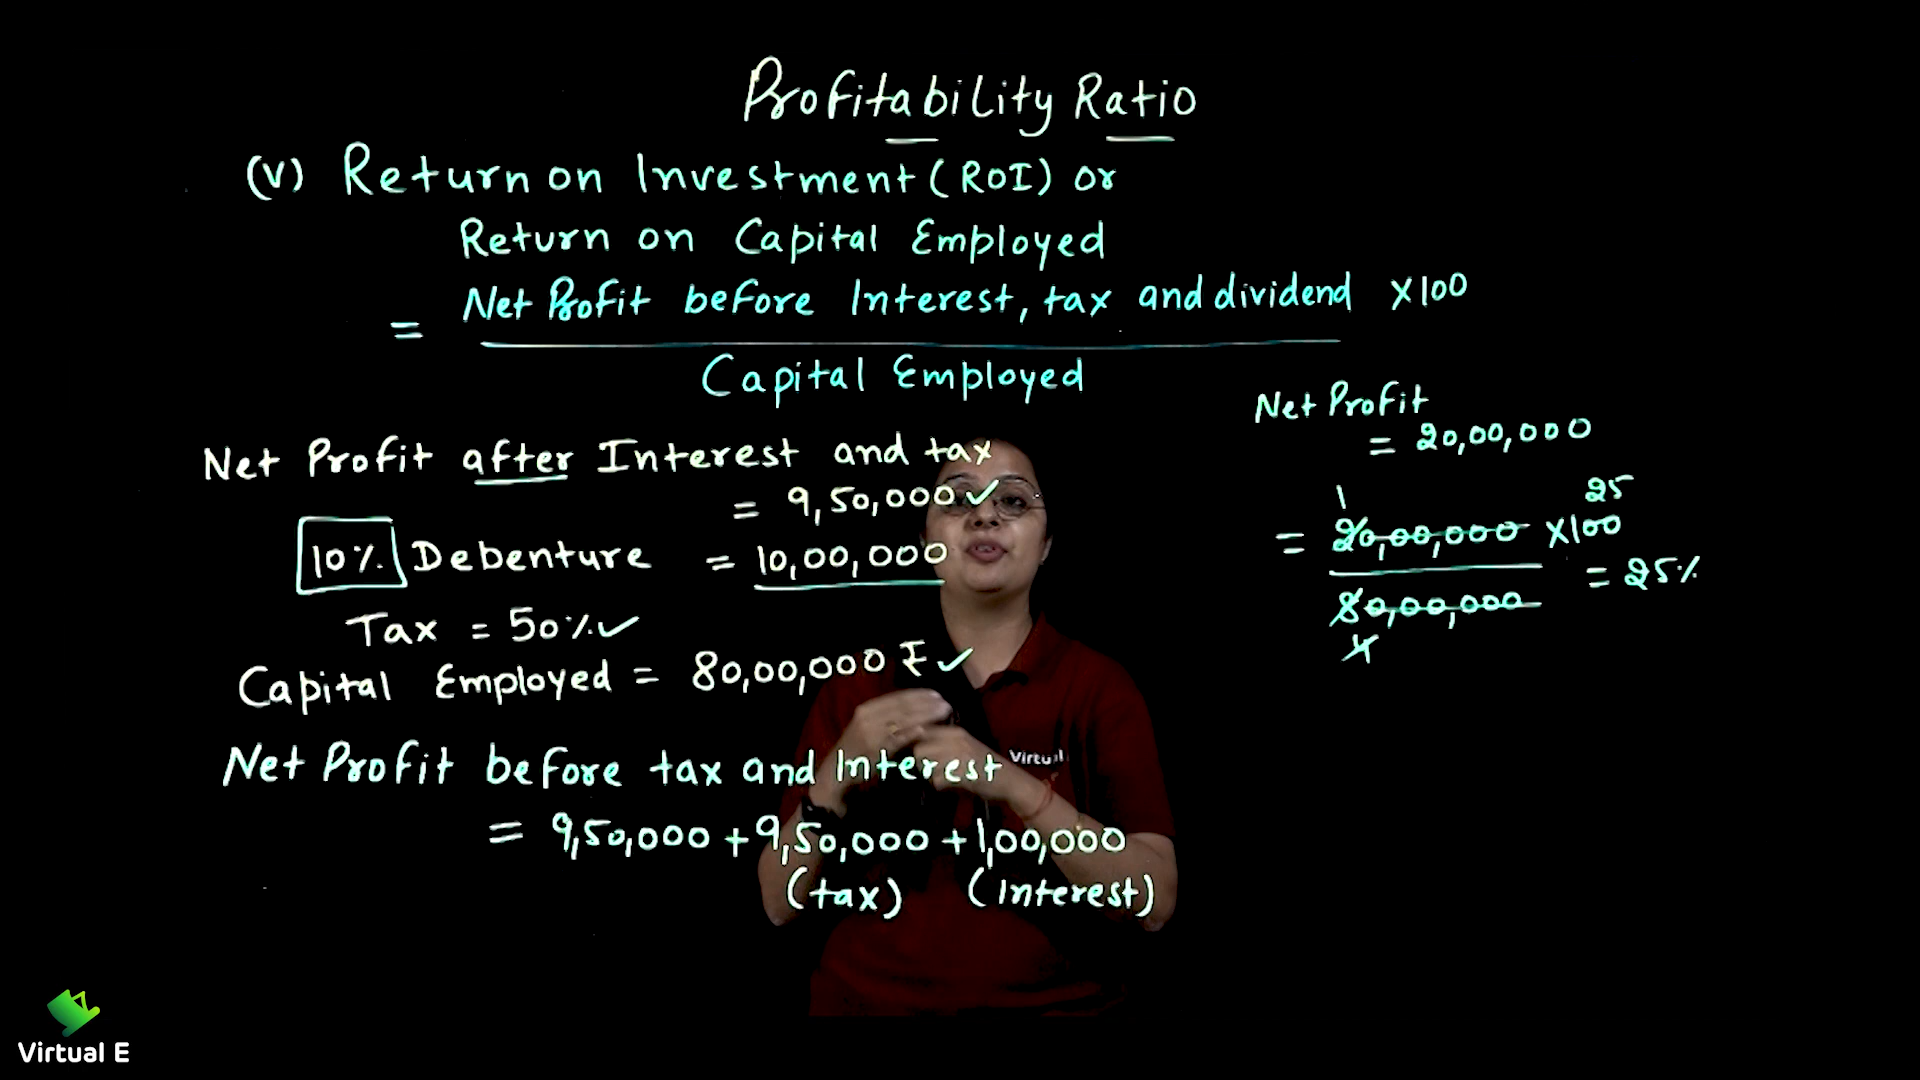 Profitability Ratio
(V) Return on Investment (ROI) or
Return on Capital Employed
= Net Profit before Interest, tax and dividend X100
Capital Employed
Net Profit after Interest and tax
= 9,50,000 ✓
10% Debenture = 10,00,000
Tax = 50% ✓
Capital Employed = 80,00,000 ₹ ✓
Net Profit before tax and Interest
= 9,50,000 + 9,50,000 + 1,00,000
(tax) (Interest)
Net Profit
= 20,00,000
1 25
= 20,00,000 X100
= 25%
80,00,000
4
Virtual
Virtual E